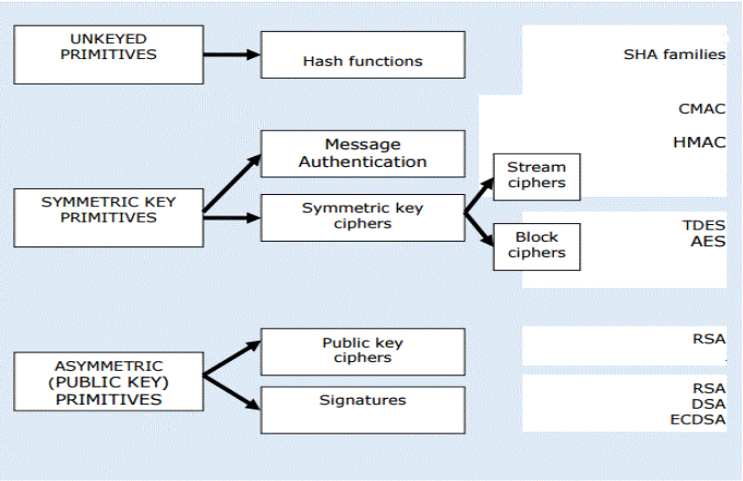 UNKEYED
PRIMITIVES
Hash functions
SHA families
CMAC
Message
Authentication
HMAC
SYMMETRIC KEY
PRIMITIVES
Symmetric key
ciphers
Stream
ciphers
Block
ciphers
TDES
AES
ASYMMETRIC
(PUBLIC KEY)
PRIMITIVES
Public key
ciphers
RSA
Signatures
RSA
DSA
ECDSA